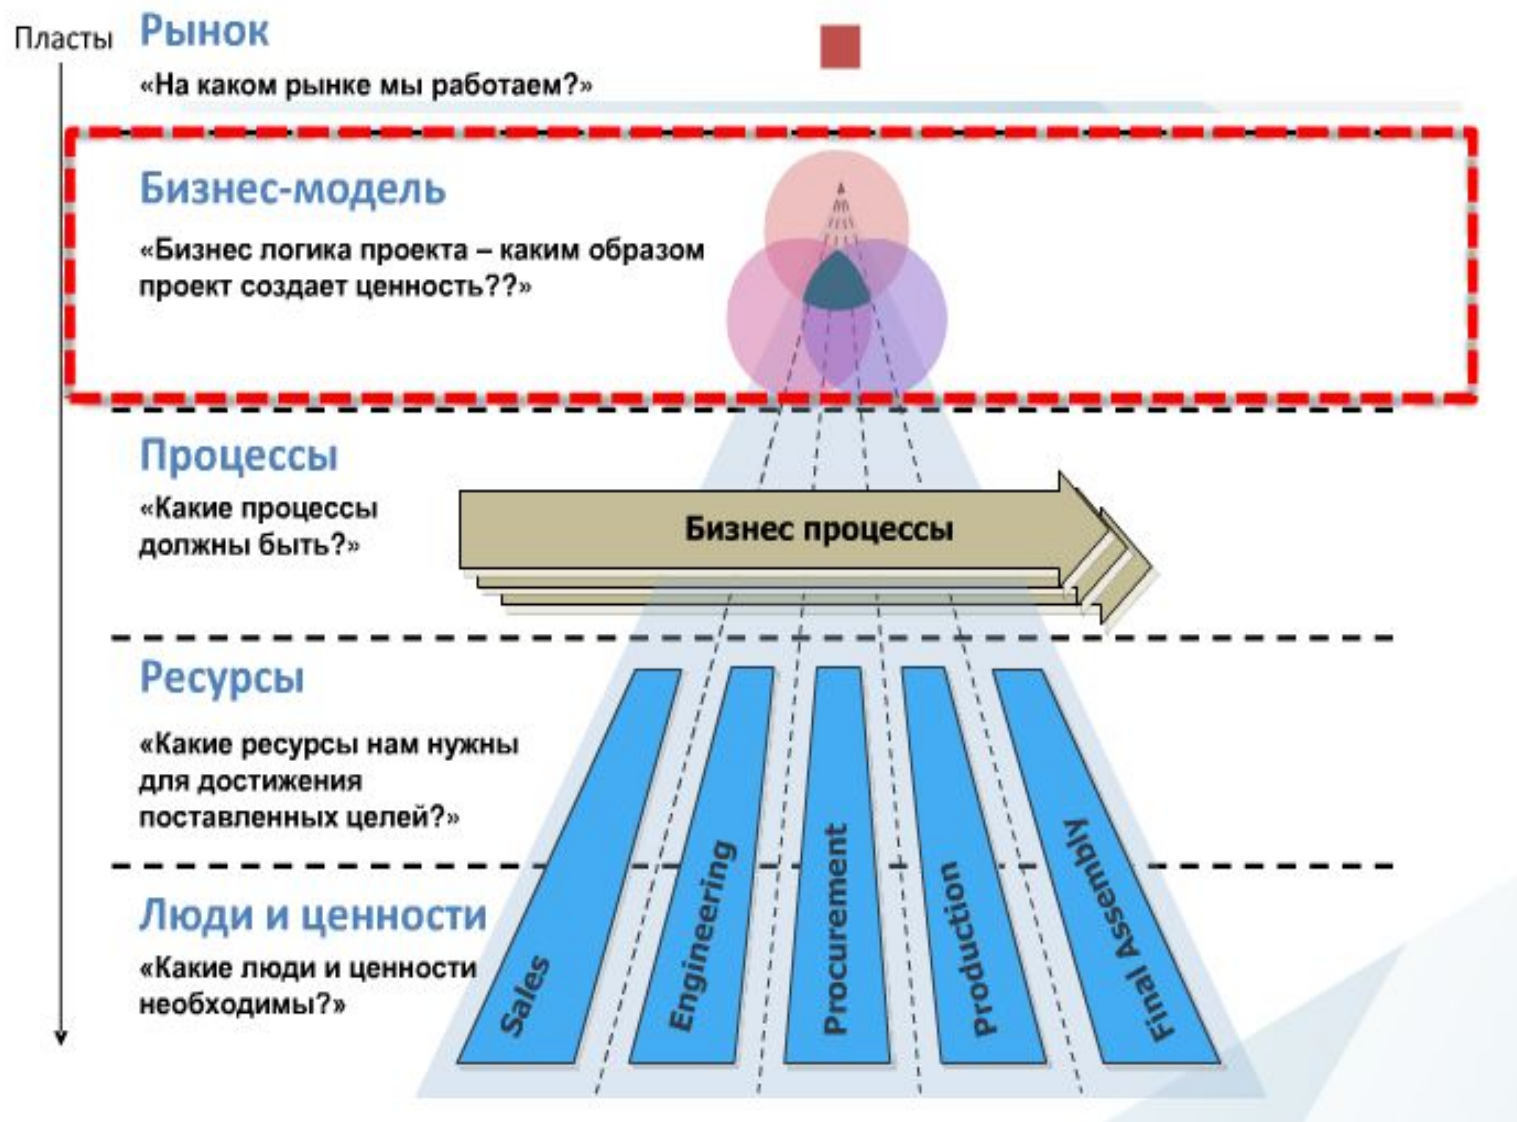 Пласты
Рынок
«На каком рынке мы работаем?»
Бизнес-модель
«Бизнес логика проекта – каким образом
проект создает ценность??»
Процессы
«Какие процессы
должны быть?»
Бизнес процессы
Ресурсы
«Какие ресурсы нам нужны
для достижения
поставленных целей?»
Люди и ценности
«Какие люди и ценности
необходимы?»
Sales
Engineering
Procurement
Production
Final Assembly